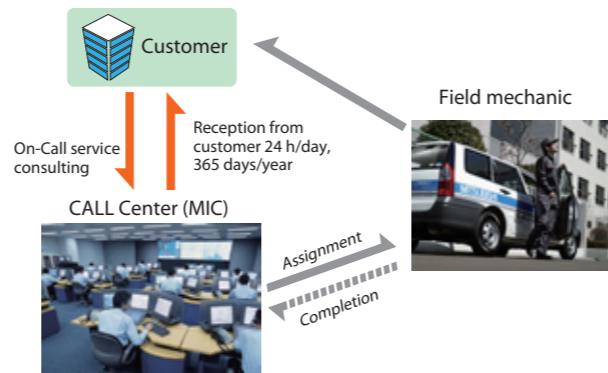 Customer
Field mechanic
On-Call service
consulting
Reception from
customer 24 h/day,
365 days/year
CALL Center (MIC)
Assignment
Completion